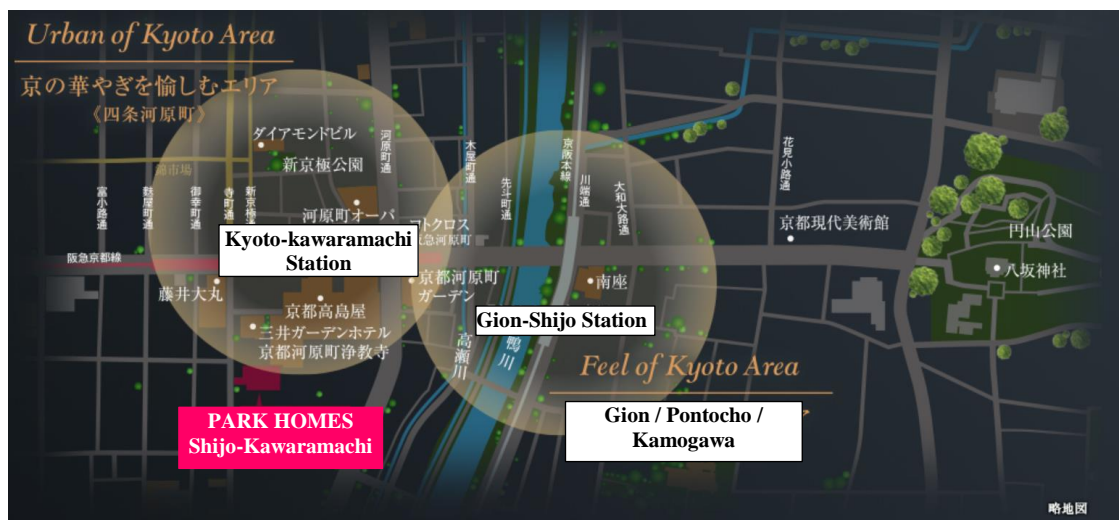 Urban of Kyoto Area
京の華やぎを愉しむエリア
《四条河原町》
ダイアモンドビル
新京極公園
河原町通
木屋町通
先斗町通
京阪本線
川端通
大和大路通
花見小路通
錦市場
富小路通
麩屋町通
御幸町通
寺町通
新京極通
河原町オーパ
コトクロス
阪急河原町
Kyoto-kawaramachi
Station
阪急京都線
藤井大丸
京都高島屋
三井ガーデンホテル
京都河原町浄教寺
京都河原町
ガーデン
南座
京都現代美術館
円山公園
八坂神社
Gion-Shijo Station
高瀬川
鴨川
Feel of Kyoto Area
PARK HOMES
Shijo-Kawaramachi
Gion / Pontocho /
Kamogawa
略地図